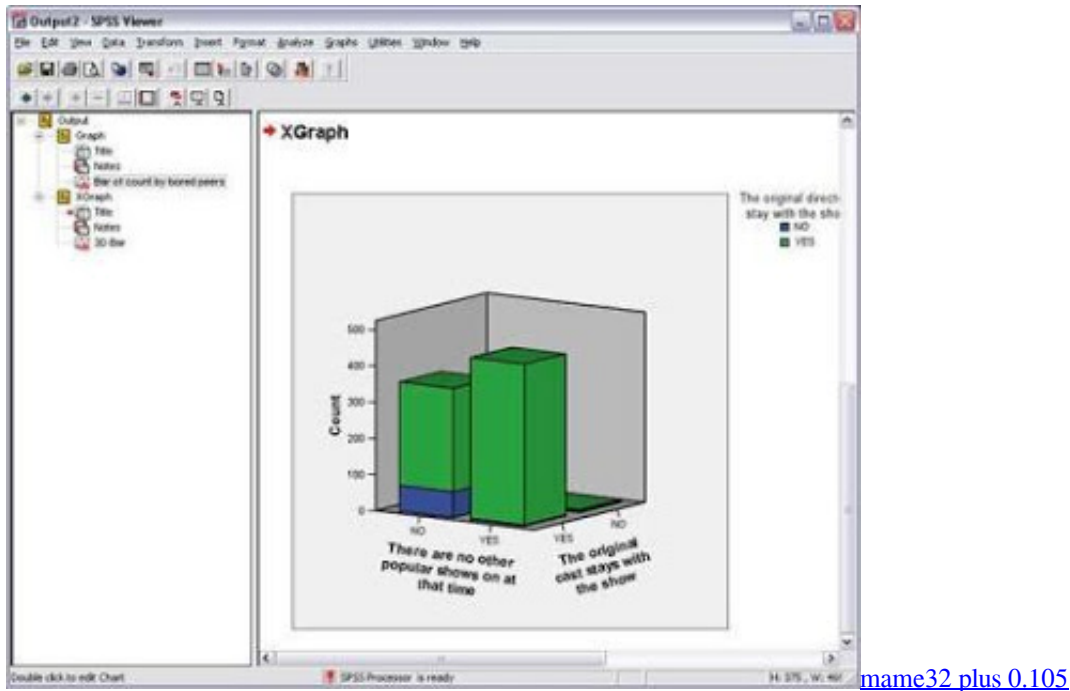 Output2 - SPSS Viewer
File Edit View Data Transform Insert Format Analyze Graphs Utilities Window Help
Output
Graph
Title
Notes
Bar of count by bored peers
XGraph
Title
Notes
3D Bar
XGraph
The original direct
stay with the sho
NO
YES
500
400
300
200
100
0
Count
NO
YES
YES
NO
There are no other
popular shows on at
that time
The original
cast stays with
the show
Double click to edit Chart
SPSS Processor is ready
H: 375, W:
mame32 plus 0.105